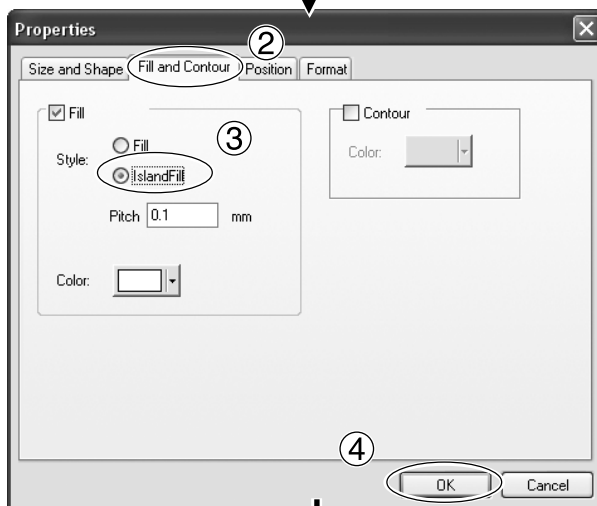 Properties
②
Size and Shape Fill and Contour Position Format
Fill
Contour
③
Style:
Fill
IslandFill
Color:
Pitch 0.1 mm
Color:
④
OK Cancel